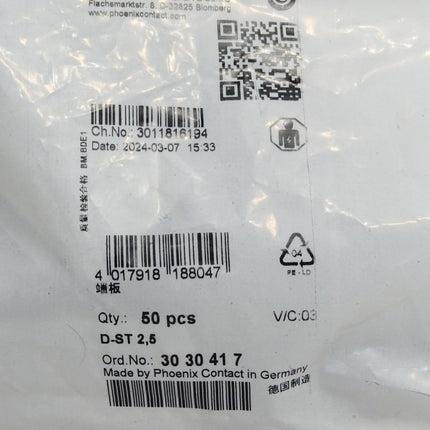 Flachsmarktstr. 8, D-32825 Blomberg
www.phoenixcontact.com
Ch.No.: 3011816194
Date: 2024-03-07 15:33
质量检验合格 BM.BDE1
4 017918 188047
端板
04
PE-LD
Qty.: 50 pcs
V/C:03
D-ST 2,5
Ord.No.: 30 30 41 7
Made by Phoenix Contact in Germany
德国制造